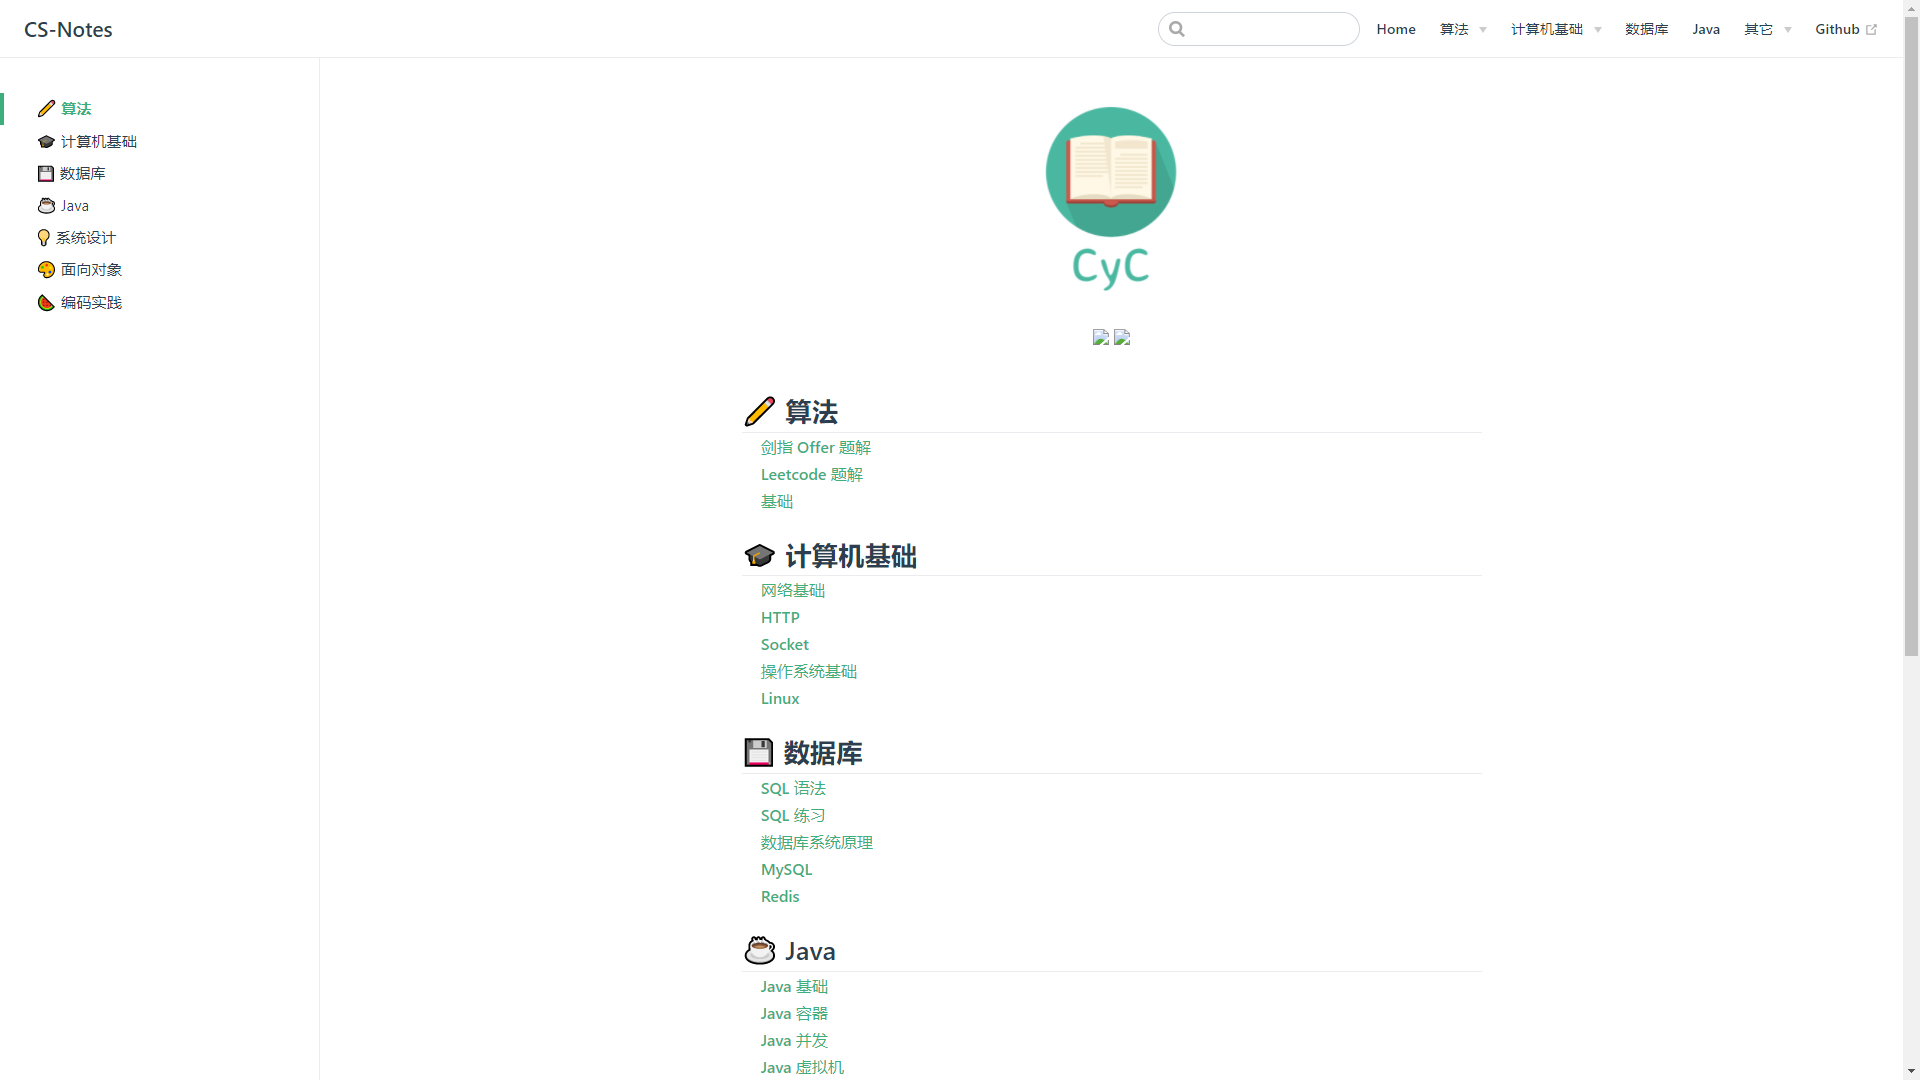 CS-Notes
Home 算法 计算机基础 数据库 Java 其它 Github
算法
计算机基础
数据库
Java
系统设计
面向对象
编码实践
CyC
算法
剑指 Offer 题解
Leetcode 题解
基础
计算机基础
网络基础
HTTP
Socket
操作系统基础
Linux
数据库
SQL 语法
SQL 练习
数据库系统原理
MySQL
Redis
Java
Java 基础
Java 容器
Java 并发
Java 虚拟机